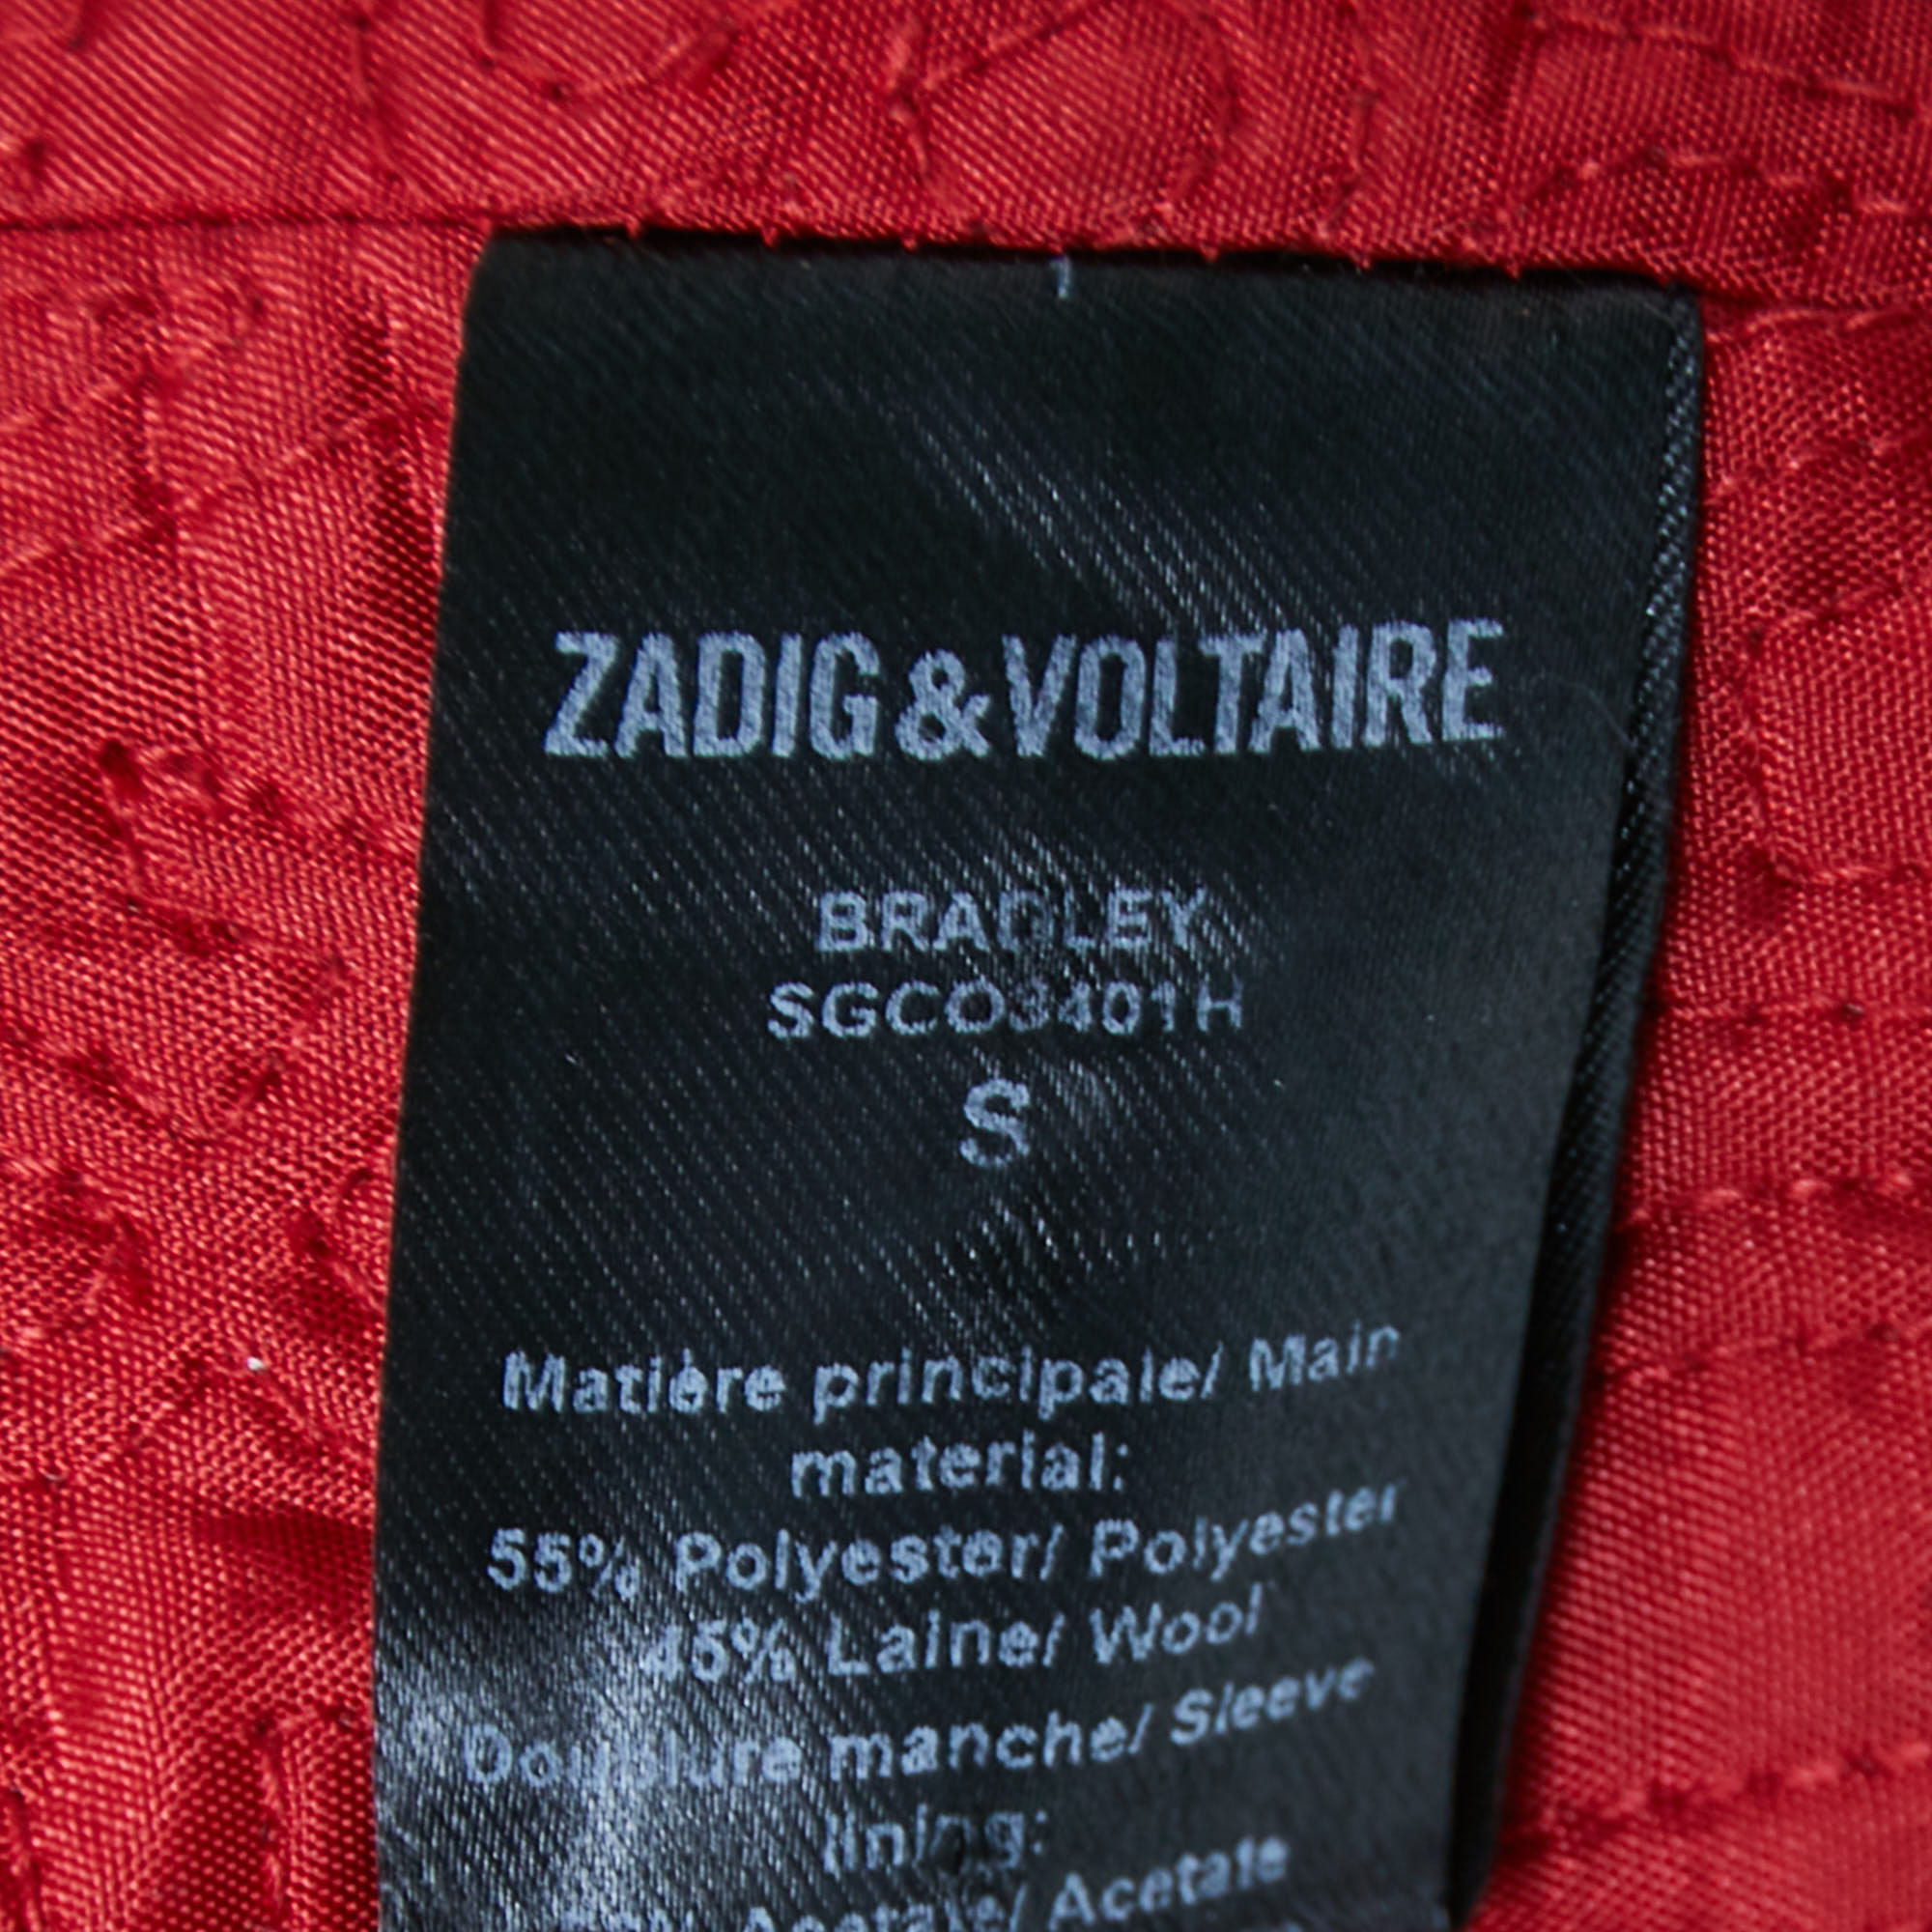 ZADIG&VOLTAIRE
BRADLEY
SGCO3401H
S
Matière principale/ Main
material:
55% Polyester/ Polyester
45% Laine/ Wool
Doublure manche/ Sleeve
lining:
Acetate/ Acetate